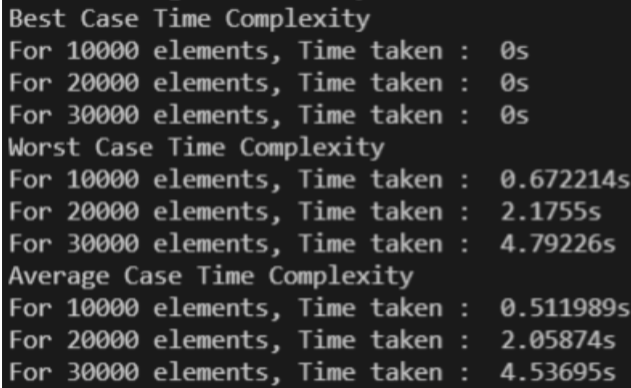 Best Case Time Complexity
For 10000 elements, Time taken :  0s
For 20000 elements, Time taken :  0s
For 30000 elements, Time taken :  0s
Worst Case Time Complexity
For 10000 elements, Time taken :  0.672214s
For 20000 elements, Time taken :  2.1755s
For 30000 elements, Time taken :  4.79226s
Average Case Time Complexity
For 10000 elements, Time taken :  0.511989s
For 20000 elements, Time taken :  2.05874s
For 30000 elements, Time taken :  4.53695s